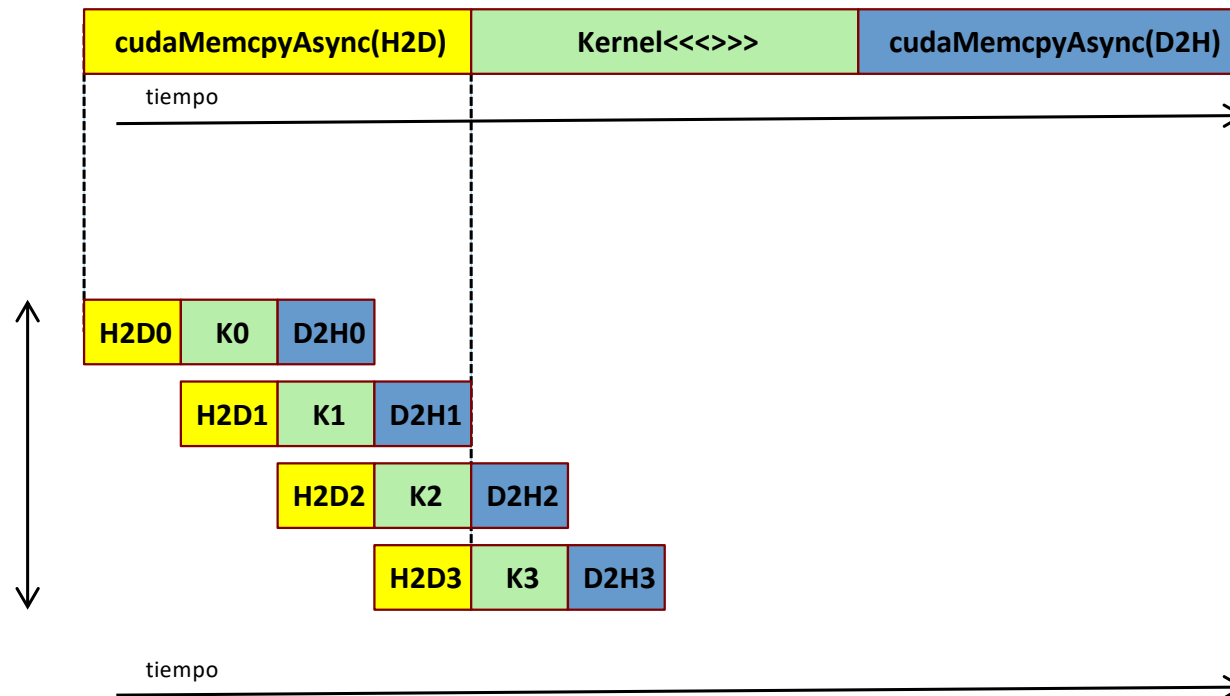 cudaMemcpyAsync(H2D) Kernel<<<>>> cudaMemcpyAsync(D2H)
tiempo
H2D0 K0 D2H0
H2D1 K1 D2H1
H2D2 K2 D2H2
H2D3 K3 D2H3
tiempo